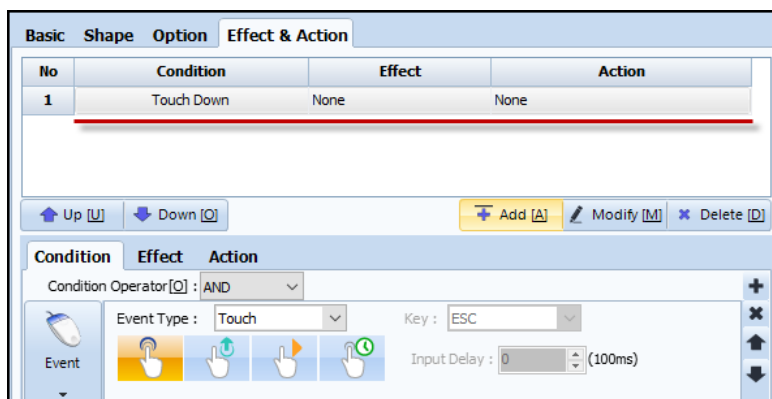 Basic Shape Option Effect & Action
No Condition Effect Action
1 Touch Down None None
Up [U] Down [O] Add [A] Modify [M] Delete [D]
Condition Effect Action
Condition Operator[O] : AND
Event Type : Touch Key : ESC
Event
Input Delay : 0 (100ms)